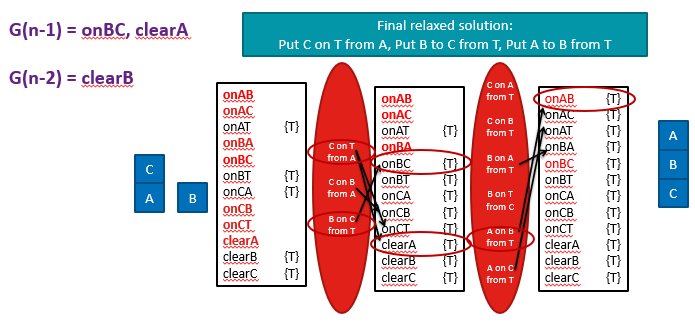 G(n-1) = onBC, clearA
G(n-2) = clearB
Final relaxed solution:
Put C on T from A, Put B to C from T, Put A to B from T
C
A
B
onAB
onAC
onAT {T}
onBA
onBC
onBT {T}
onCA {T}
onCB
onCT
clearA
clearB {T}
clearC {T}
C on T
from A
C on B
from A
B on C
from T
onAB
onAC
onAT {T}
onBA
onBC {T}
onBT {T}
onCA {T}
onCB {T}
onCT {T}
clearA {T}
clearB {T}
clearC {T}
C on A
from T
C on B
from T
B on A
from T
B on T
from C
A on B
from T
A on C
from T
onAB {T}
onAC {T}
onAT {T}
onBA {T}
onBC {T}
onBT {T}
onCA {T}
onCB {T}
onCT {T}
clearA {T}
clearB {T}
clearC {T}
A
B
C